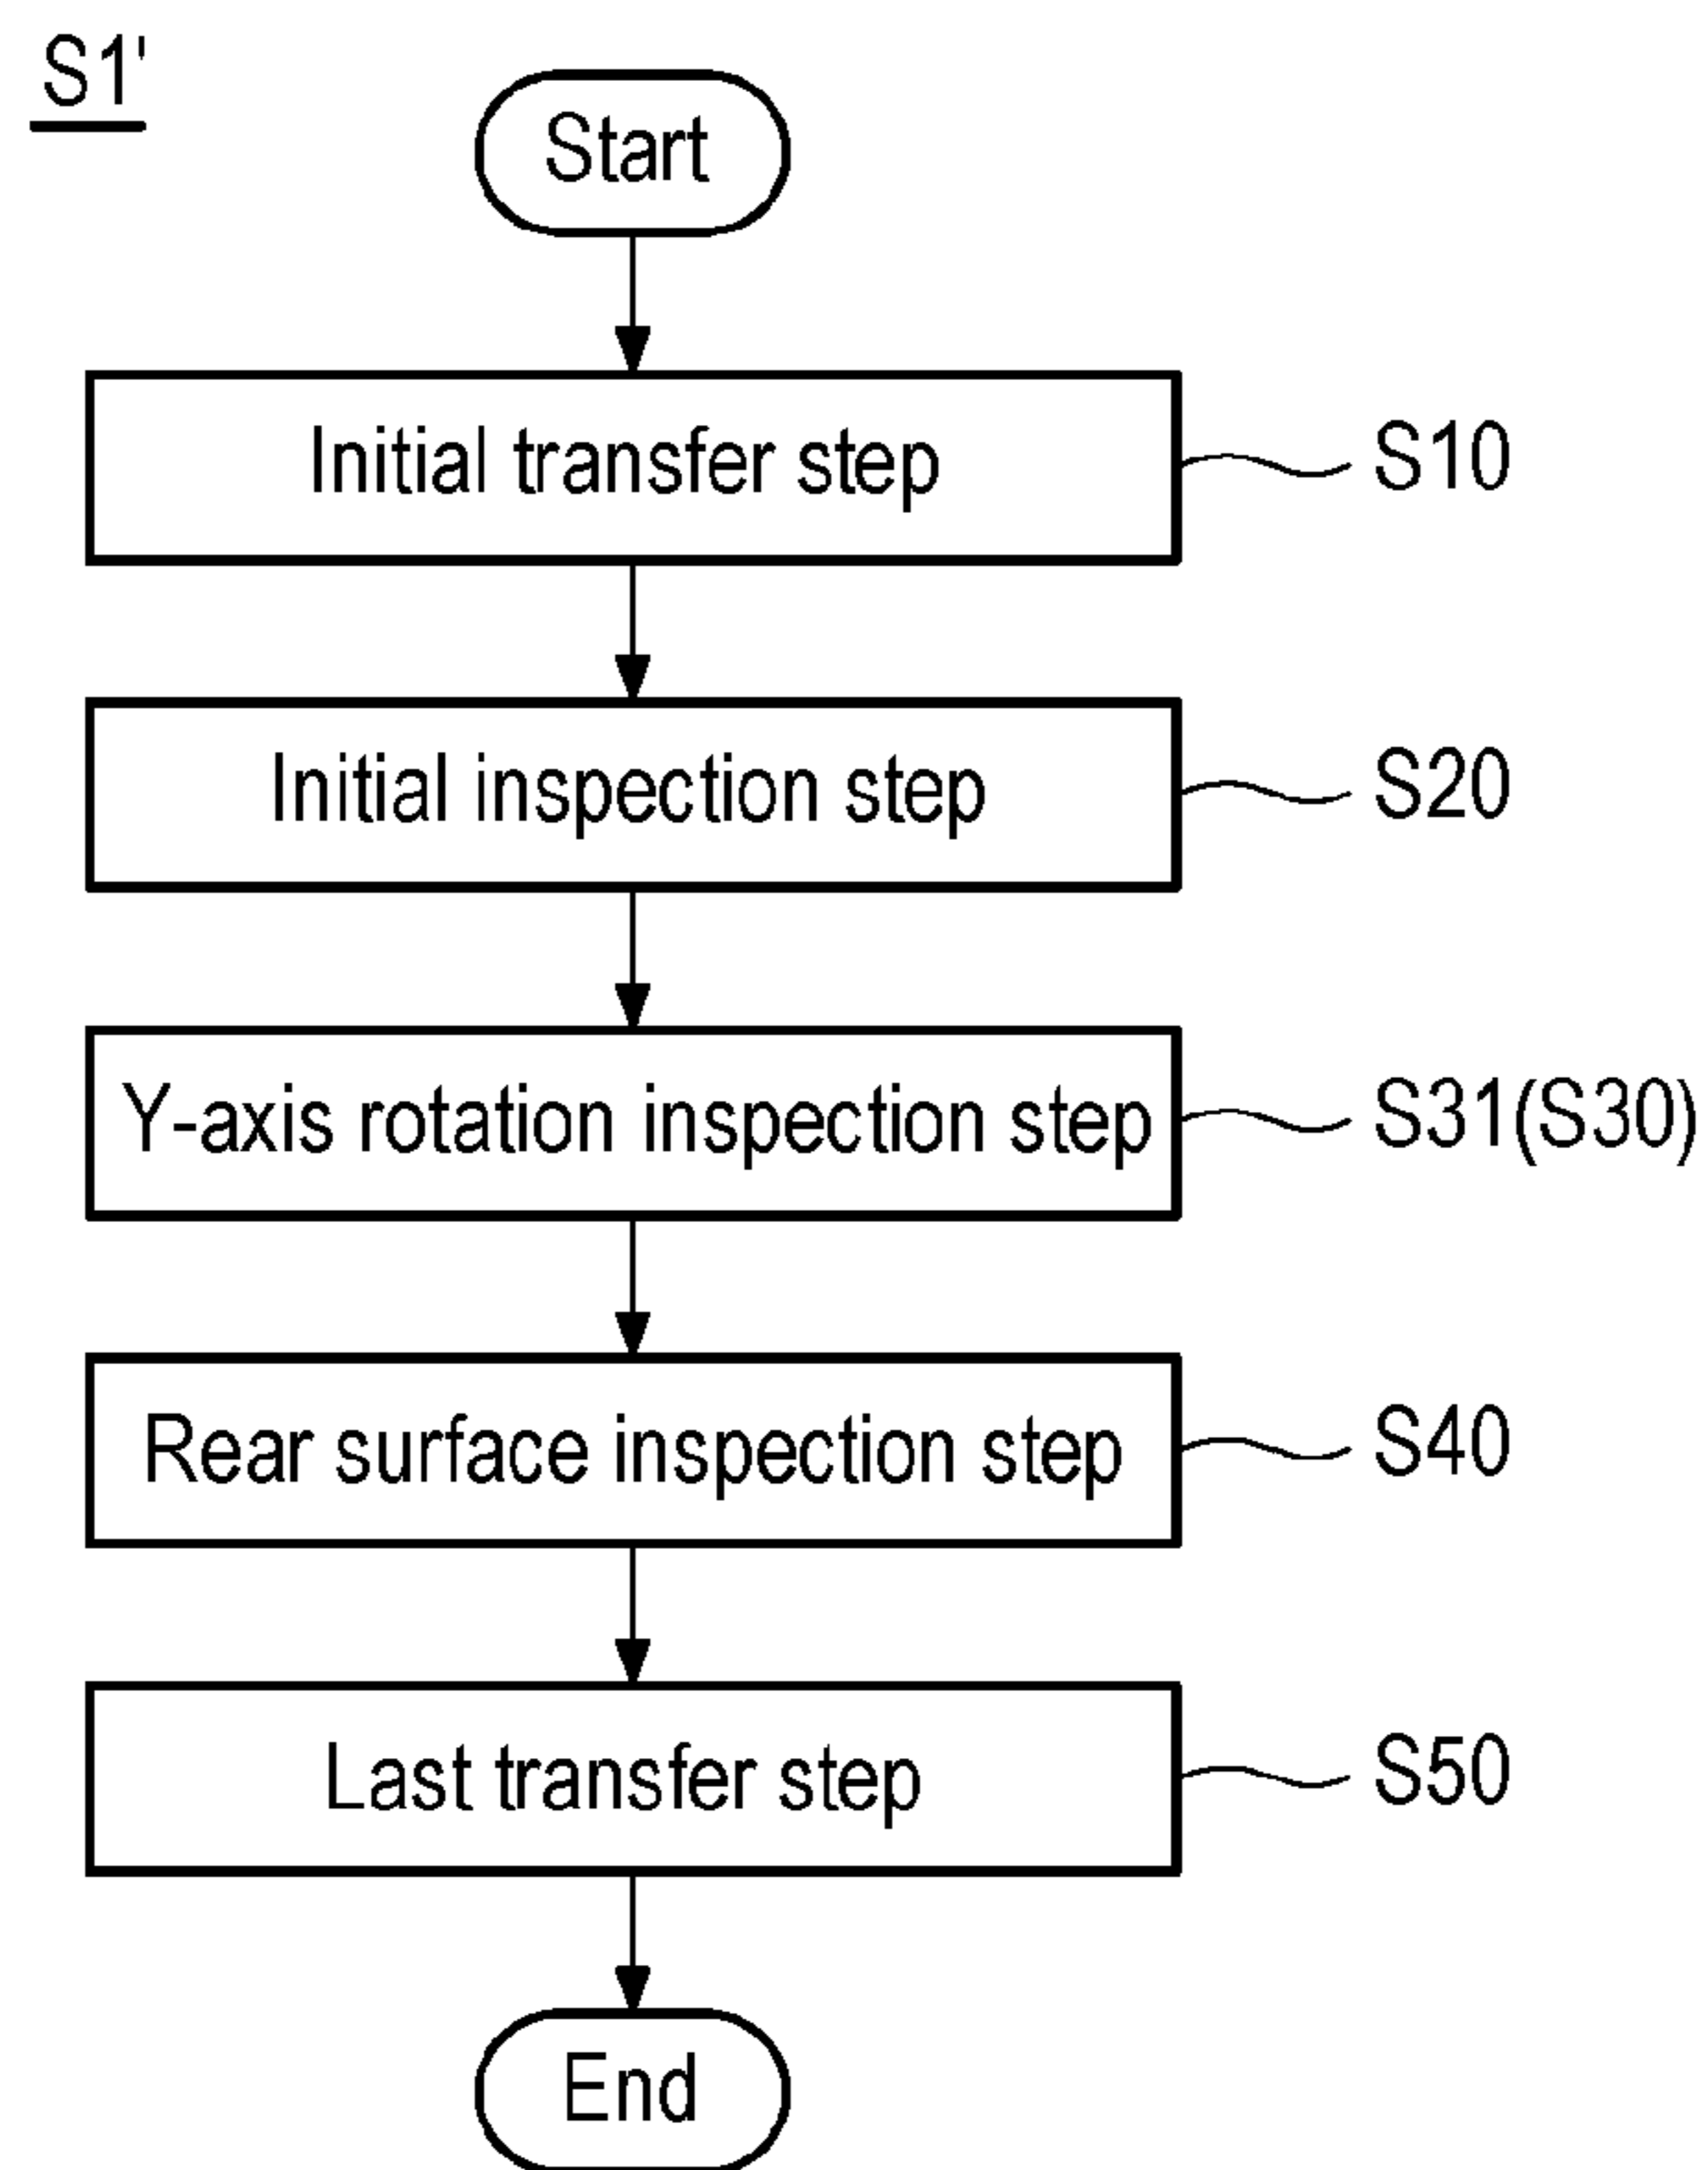 S1'
Start
Initial transfer step
S10
Initial inspection step
S20
Y-axis rotation inspection step
S31(S30)
Rear surface inspection step
S40
Last transfer step
S50
End